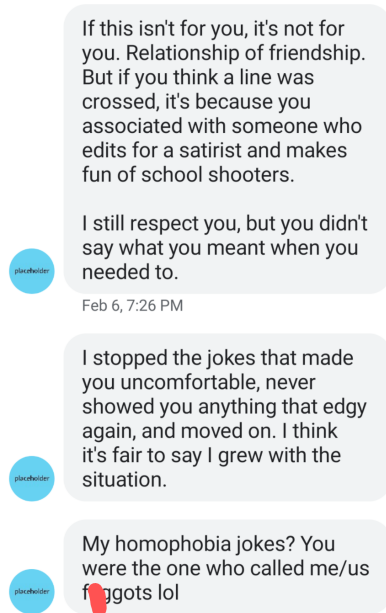 If this isn't for you, it's not for
you. Relationship of friendship.
But if you think a line was
crossed, it's because you
associated with someone who
edits for a satirist and makes
fun of school shooters.
I still respect you, but you didn't
say what you meant when you
needed to.
placeholder
Feb 6, 7:26 PM
I stopped the jokes that made
you uncomfortable, never
showed you anything that edgy
again, and moved on. I think
it's fair to say I grew with the
situation.
placeholder
My homophobia jokes? You
were the one who called me/us
placeholder
f ggots lol